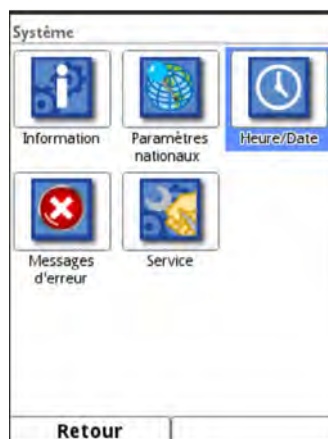 Système
Information
Paramètres
nationaux
Heure/Date
Messages
d'erreur
Service
Retour